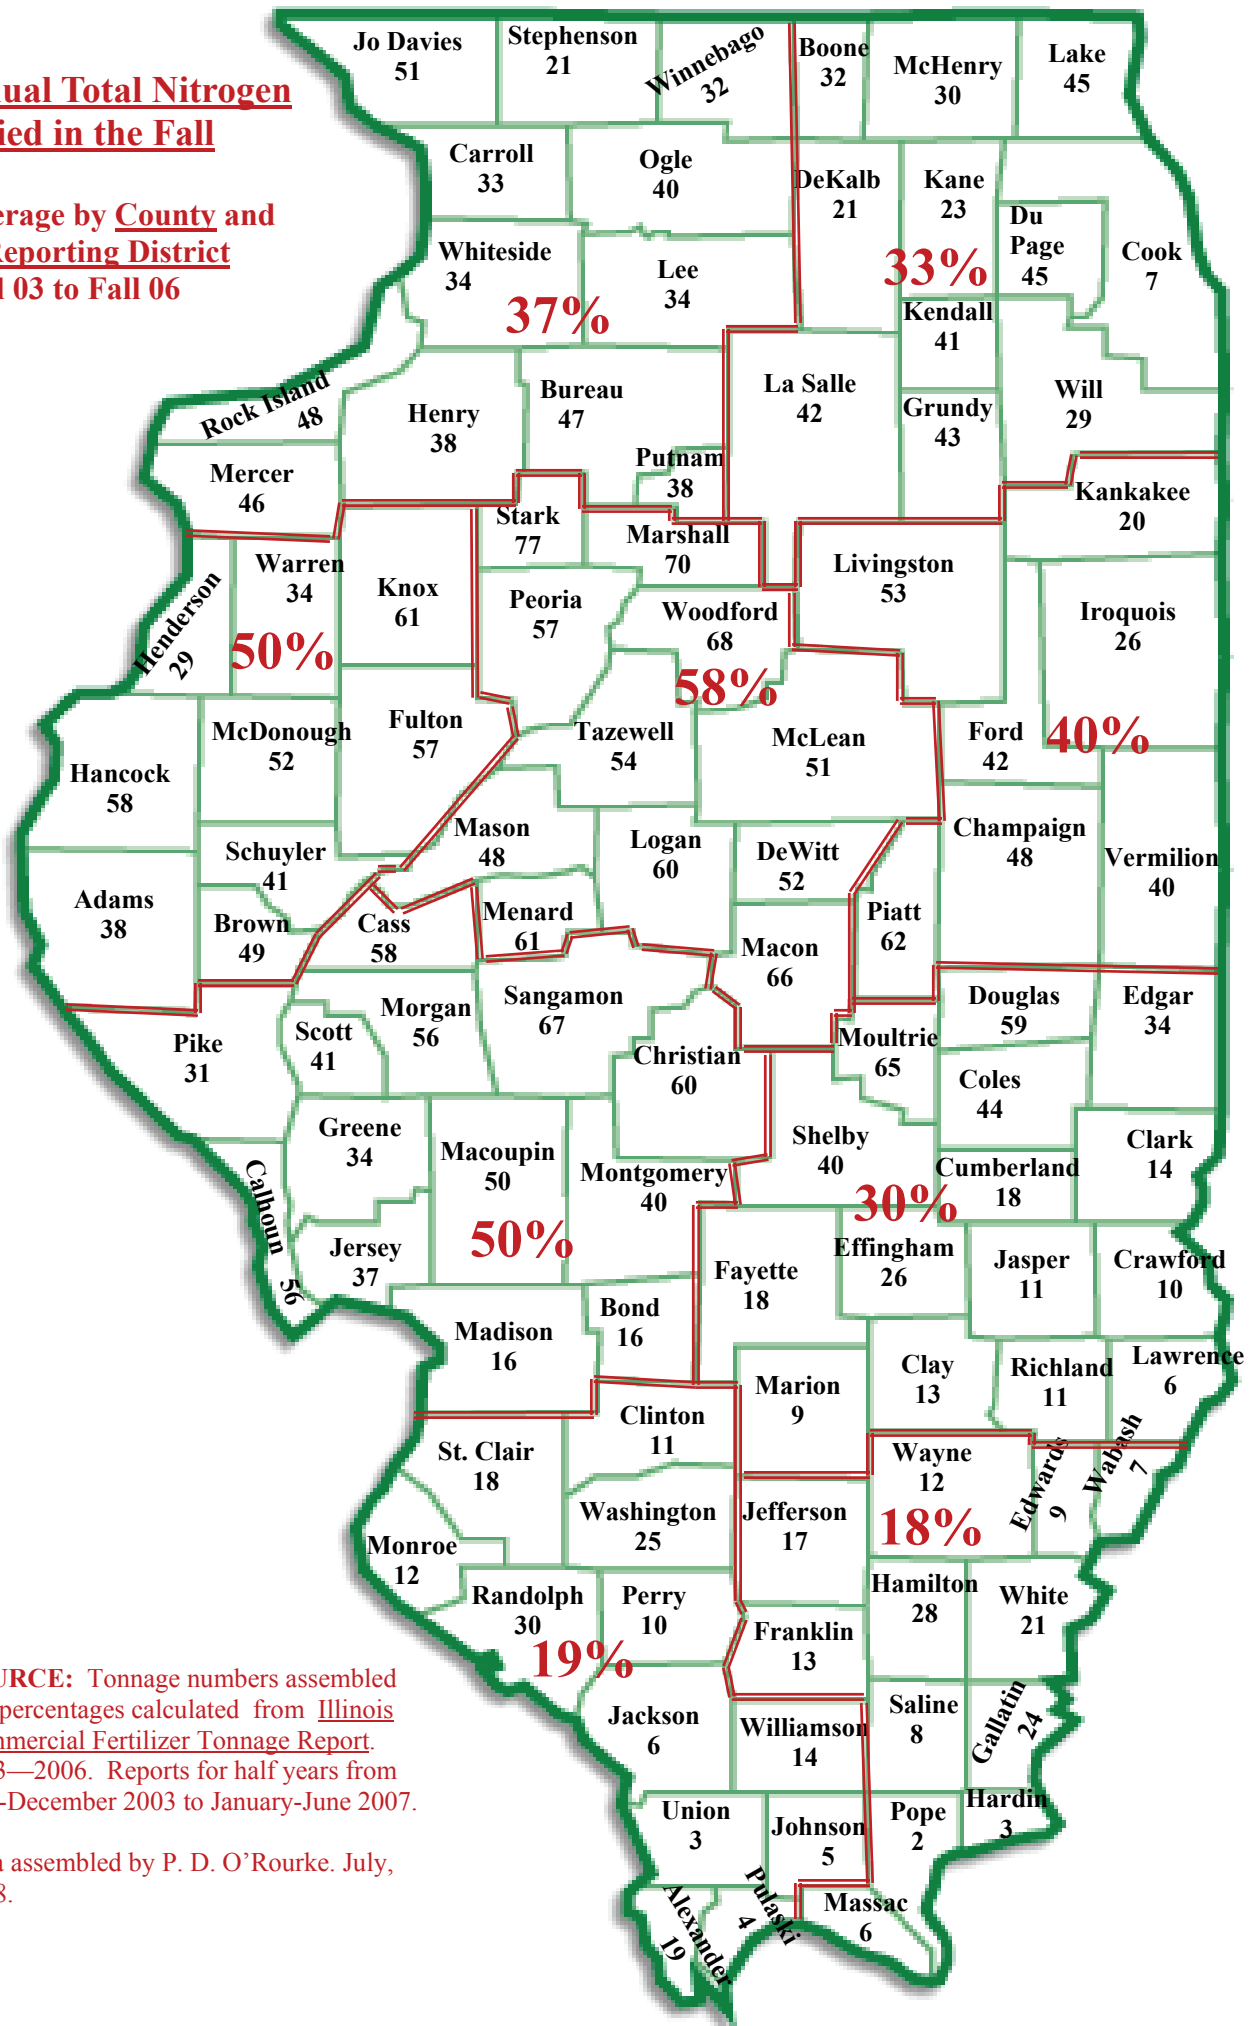 ual Total Nitrogen
ied in the Fall
erage by County and
Reporting District
l 03 to Fall 06
Jo Davies
51
Stephenson
21
Winnebago
32
Boone
32
McHenry
30
Lake
45
Carroll
33
Ogle
40
DeKalb
21
Kane
23
Du
Page
45
Cook
7
Whiteside
34
Lee
34
37%
33%
Kendall
41
Rock Island
48
Henry
38
Bureau
47
La Salle
42
Grundy
43
Will
29
Mercer
46
Putnam
38
Kankakee
20
Stark
77
Marshall
70
Livingston
53
Warren
34
Knox
61
Henderson
29
Peoria
57
Woodford
68
Iroquois
26
50%
58%
McDonough
52
Fulton
57
Tazewell
54
McLean
51
Ford
42
40%
Hancock
58
Schuyler
41
Mason
48
Logan
60
DeWitt
52
Champaign
48
Vermilion
40
Adams
38
Brown
49
Cass
58
Menard
61
Macon
66
Piatt
62
Pike
31
Scott
41
Morgan
56
Sangamon
67
Christian
60
Moultrie
65
Douglas
59
Edgar
34
Coles
44
Greene
34
Macoupin
50
Montgomery
40
Shelby
40
Cumberland
18
Clark
14
Calhoun
56
Jersey
37
50%
30%
Effingham
26
Fayette
18
Jasper
11
Crawford
10
Madison
16
Bond
16
Marion
9
Clay
13
Richland
11
Lawrence
6
Clinton
11
St. Clair
18
Wayne
12
Edwards
9
Wabash
7
Washington
25
Jefferson
17
18%
Monroe
12
Randolph
30
Perry
10
Hamilton
28
White
21
19%
Franklin
13
Jackson
6
Williamson
14
Saline
8
Gallatin
24
Union
3
Johnson
5
Pope
2
Hardin
3
Alexander
19
Pulaski
4
Massac
6
URCE: Tonnage numbers assembled
percentages calculated from Illinois
mmercial Fertilizer Tonnage Report.
3—2006. Reports for half years from
-December 2003 to January-June 2007.
a assembled by P. D. O’Rourke. July,
8.